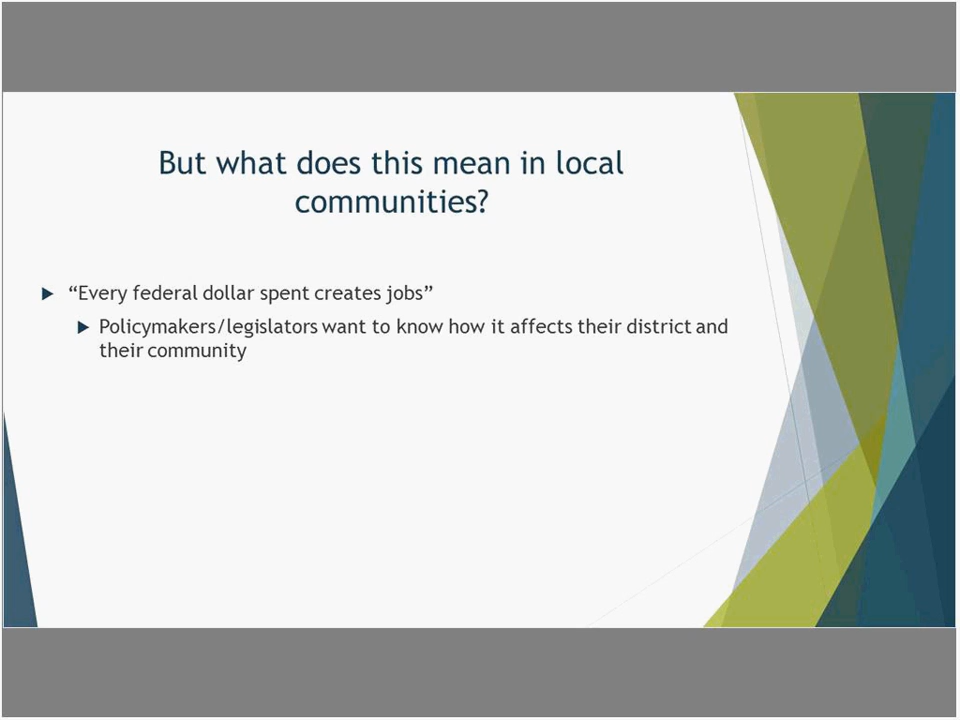 But what does this mean in local
communities?
“Every federal dollar spent creates jobs”
Policymakers/legislators want to know how it affects their district and
their community